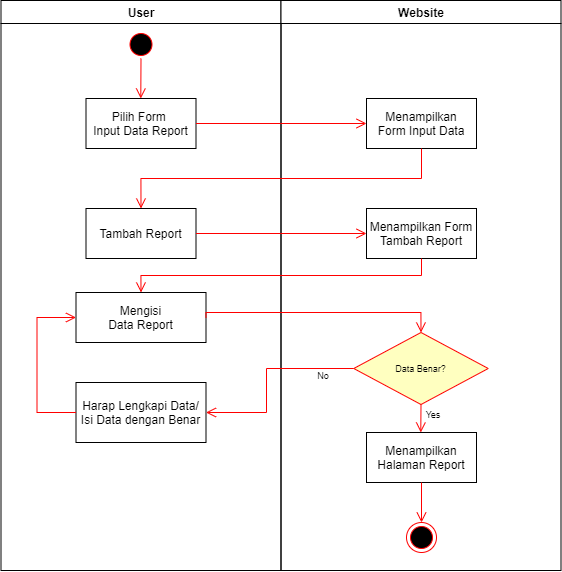 User
Website
Pilih Form
Input Data Report
Menampilkan
Form Input Data
Tambah Report
Menampilkan Form
Tambah Report
Mengisi
Data Report
Data Benar?
No
Harap Lengkapi Data/
Isi Data dengan Benar
Yes
Menampilkan
Halaman Report